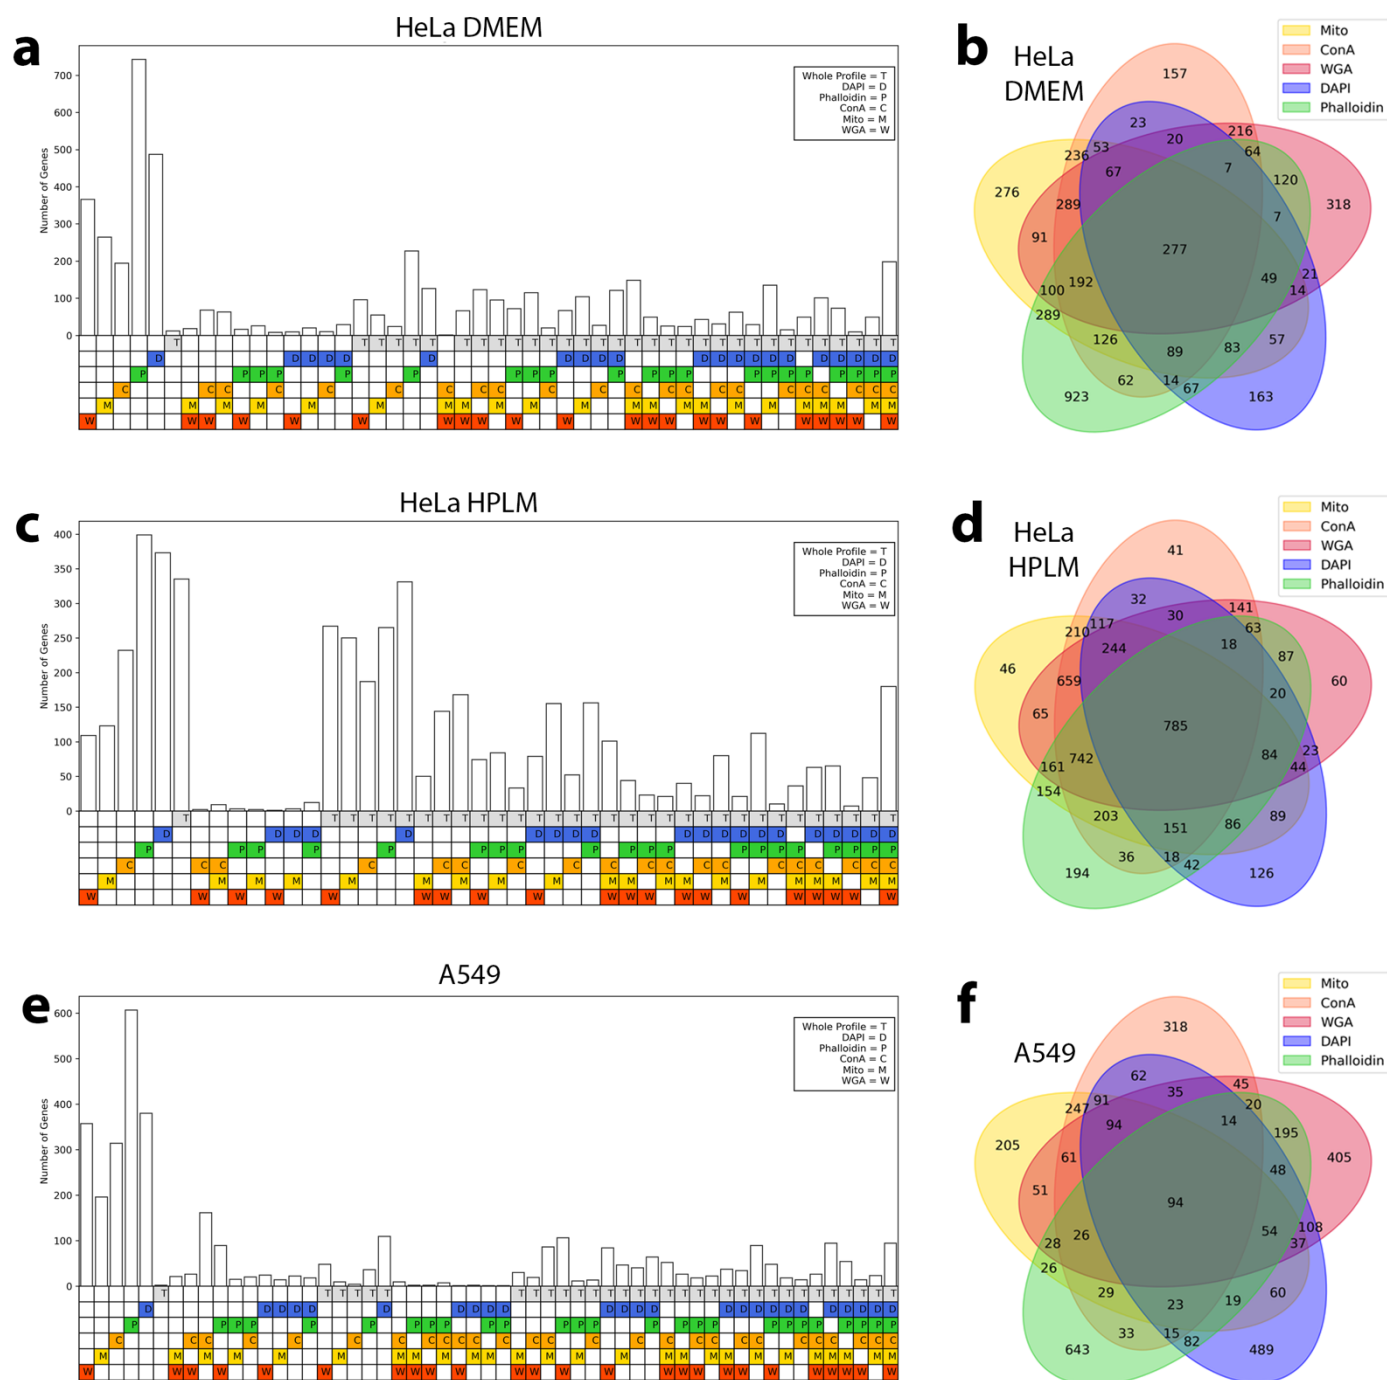 a
HeLa DMEM
Number of Genes
700
600
500
400
300
200
100
0
Whole Profile = T
DAPI = D
Phalloidin = P
ConA = C
Mito = M
WGA = W
b
HeLa
DMEM
Mito
ConA
WGA
DAPI
Phalloidin
157
23
20
216
53
236
64
67
7
120
276
289
318
7
91
277
192
49
21
100
14
289
126
89
83
57
62
14
67
923
163
c
HeLa HPLM
Number of Genes
400
350
300
250
200
150
100
50
0
Whole Profile = T
DAPI = D
Phalloidin = P
ConA = C
Mito = M
WGA = W
d
HeLa
HPLM
Mito
ConA
WGA
DAPI
Phalloidin
41
32
30
141
117
210
63
244
18
87
46
659
60
20
65
785
742
84
23
161
44
154
203
151
86
89
36
18
42
194
126
e
A549
Number of Genes
600
500
400
300
200
100
0
Whole Profile = T
DAPI = D
Phalloidin = P
ConA = C
Mito = M
WGA = W
f
A549
Mito
ConA
WGA
DAPI
Phalloidin
318
62
35
45
91
247
20
94
14
195
205
61
405
48
51
94
26
54
108
28
37
26
29
23
19
60
33
15
82
643
489